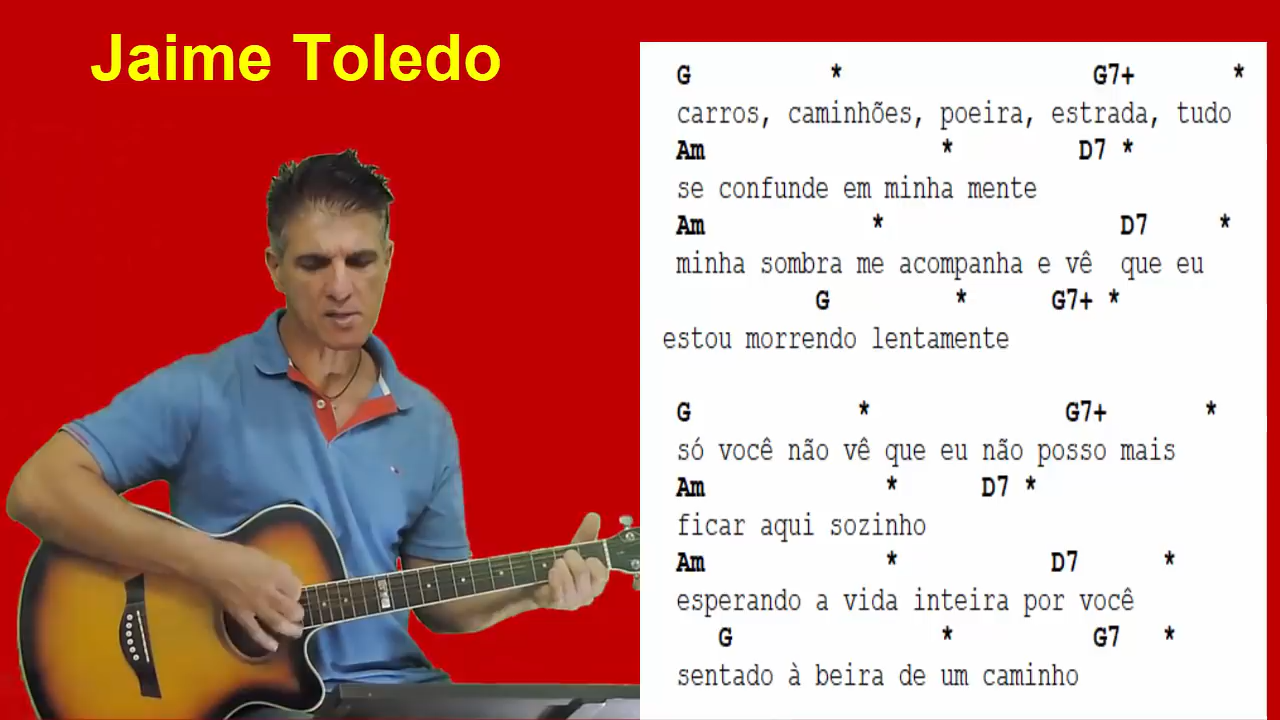 Jaime Toledo
G * G7+ *
carros, caminhões, poeira, estrada, tudo
Am * D7 *
se confunde em minha mente
Am * D7 *
minha sombra me acompanha e vê que eu
G * G7+ *
estou morrendo lentamente
G * G7+ *
só você não vê que eu não posso mais
Am * D7 *
ficar aqui sozinho
Am * D7 *
esperando a vida inteira por você
G * G7 *
sentado à beira de um caminho